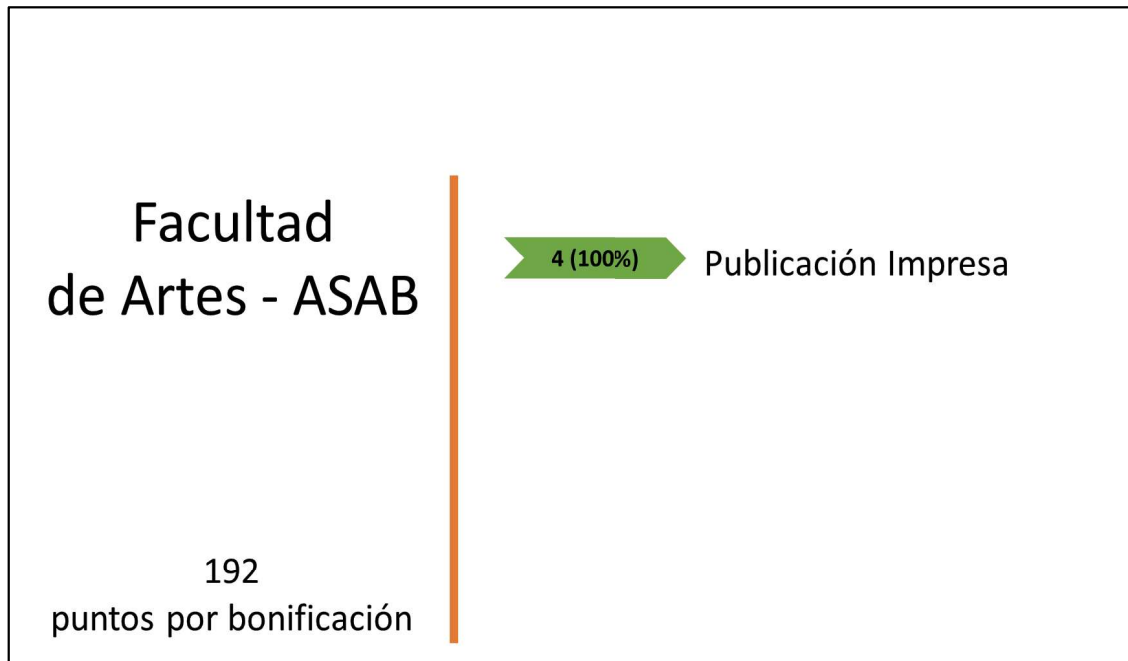 Facultad
de Artes - ASAB
4 (100%) Publicación Impresa
192
puntos por bonificación